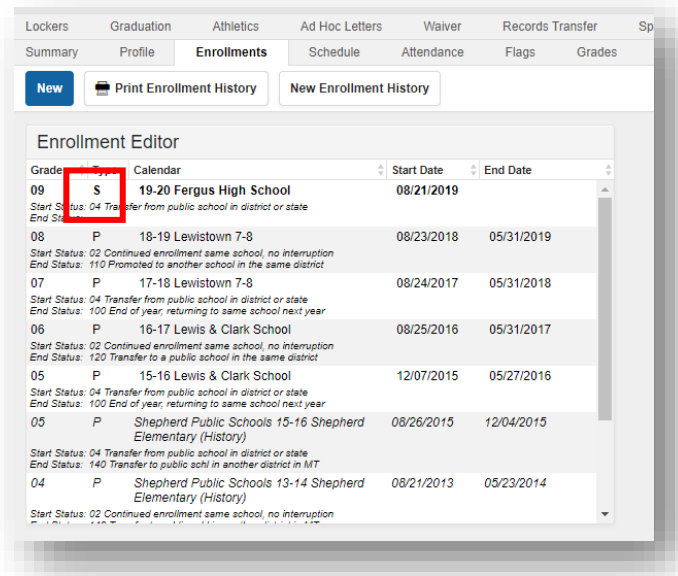 Lockers Graduation Athletics Ad Hoc Letters Waiver Records Transfer Sp
Summary Profile Enrollments Schedule Attendance Flags Grades
New Print Enrollment History New Enrollment History
Enrollment Editor
Grade Type Calendar Start Date End Date
09 S 19-20 Fergus High School 08/21/2019
Start Status: 04 Transfer from public school in district or state
End Status:
08 P 18-19 Lewistown 7-8 08/23/2018 05/31/2019
Start Status: 02 Continued enrollment same school, no interruption
End Status: 110 Promoted to another school in the same district
07 P 17-18 Lewistown 7-8 08/24/2017 05/31/2018
Start Status: 04 Transfer from public school in district or state
End Status: 100 End of year, returning to same school next year
06 P 16-17 Lewis & Clark School 08/25/2016 05/31/2017
Start Status: 02 Continued enrollment same school, no interruption
End Status: 120 Transfer to a public school in the same district
05 P 15-16 Lewis & Clark School 12/07/2015 05/27/2016
Start Status: 04 Transfer from public school in district or state
End Status: 100 End of year, returning to same school next year
05 P Shepherd Public Schools 15-16 Shepherd 08/26/2015 12/04/2015
Elementary (History)
Start Status: 04 Transfer from public school in district or state
End Status: 140 Transfer to public schl in another district in MT
04 P Shepherd Public Schools 13-14 Shepherd 08/21/2013 05/23/2014
Elementary (History)
Start Status: 02 Continued enrollment same school, no interruption